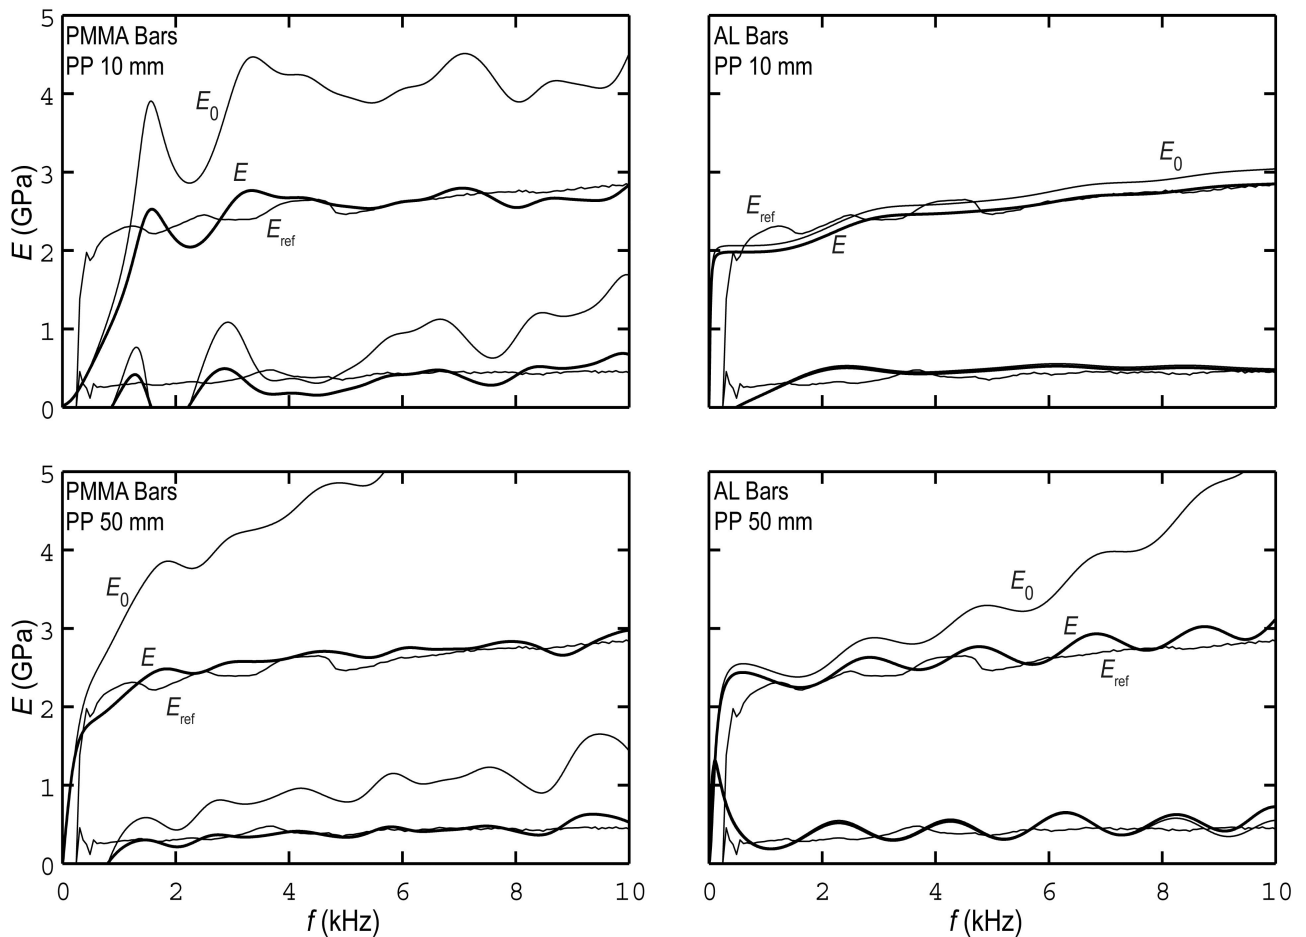 PMMA Bars
PP 10 mm
E0
E
Eref
E (GPa)
5
4
3
2
1
0
AL Bars
PP 10 mm
E0
Eref
E
PMMA Bars
PP 50 mm
E0
E
Eref
E (GPa)
5
4
3
2
1
0
0 2 4 6 8 10
f (kHz)
AL Bars
PP 50 mm
E0
E
Eref
0 2 4 6 8 10
f (kHz)